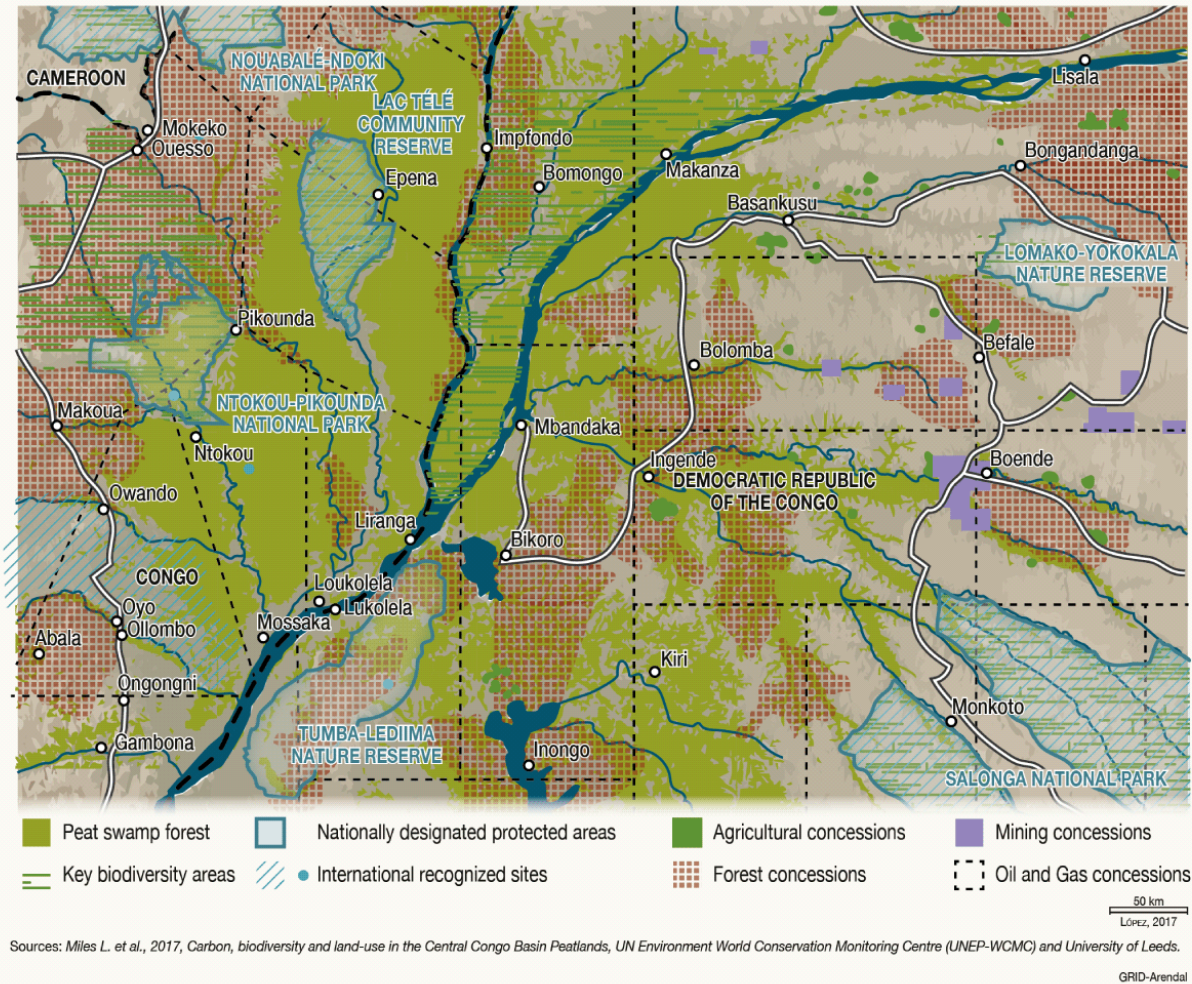 CAMEROON
NOUABALÉ-NDOKI
NATIONAL PARK
LAC TÉLÉ
COMMUNITY
RESERVE
Lisala
Mokeko
Ouesso
Impfondo
Epena
Bomongo
Makanza
Bongandanga
Basankusu
LOMAKO-YOKOKALA
NATURE RESERVE
Pikounda
Bolomba
Befale
NTOKOU-PIKOUNDA
NATIONAL PARK
Makoua
Ntokou
Mbandaka
Ingende
DEMOCRATIC REPUBLIC
OF THE CONGO
Boende
Owando
Liranga
Bikoro
CONGO
Loukolela
Lukolela
Oyo
Ollombo
Mossaka
Abala
Kiri
Ongongni
Monkoto
Gambona
TUMBA-LEDIIMA
NATURE RESERVE
Inongo
SALONGA NATIONAL PARK
Peat swamp forest
Nationally designated protected areas
Agricultural concessions
Mining concessions
Key biodiversity areas
International recognized sites
Forest concessions
Oil and Gas concessions
50 km
LÓPEZ, 2017
Sources: Miles L. et al., 2017, Carbon, biodiversity and land-use in the Central Congo Basin Peatlands, UN Environment World Conservation Monitoring Centre (UNEP-WCMC) and University of Leeds.
GRID-Arendal